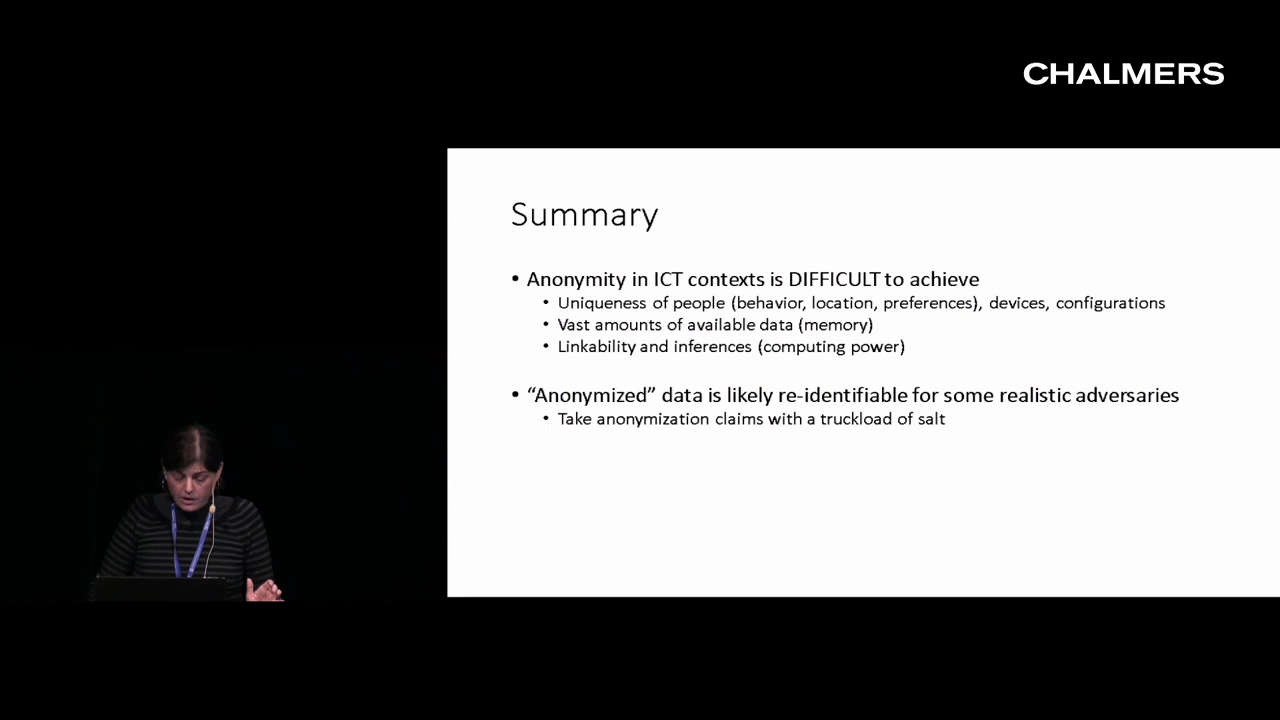 CHALMERS
Summary
• Anonymity in ICT contexts is DIFFICULT to achieve
• Uniqueness of people (behavior, location, preferences), devices, configurations
• Vast amounts of available data (memory)
• Linkability and inferences (computing power)
• “Anonymized” data is likely re-identifiable for some realistic adversaries
• Take anonymization claims with a truckload of salt